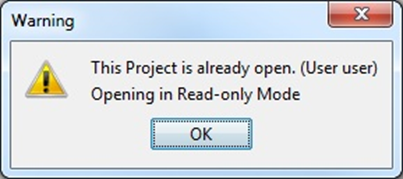 Warning
This Project is already open. (User user)
Opening in Read-only Mode
OK